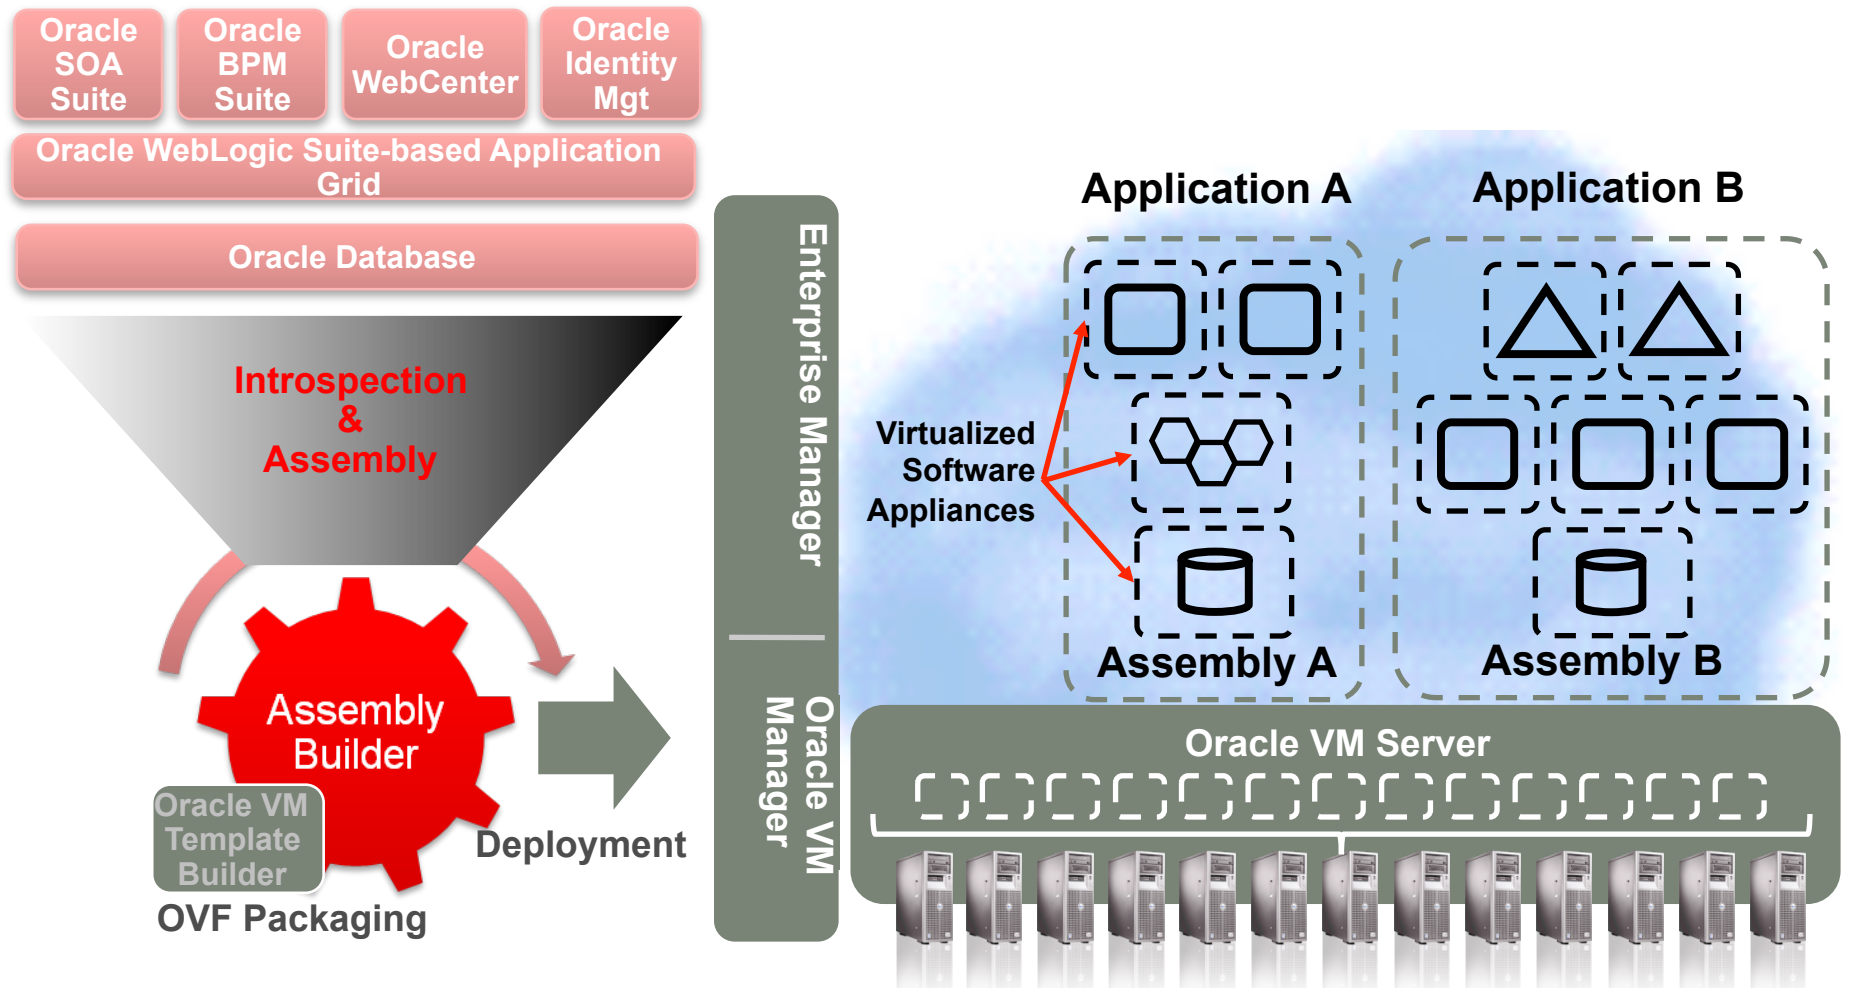 Oracle
SOA
Suite
Oracle
BPM
Suite
Oracle
WebCenter
Oracle
Identity
Mgt
Oracle WebLogic Suite-based Application
Grid
Oracle Database
Introspection
&
Assembly
Assembly
Builder
Oracle VM
Template
Builder
OVF Packaging
Deployment
Enterprise Manager
Oracle VM
Manager
Application A
Application B
Virtualized
Software
Appliances
Assembly A
Assembly B
Oracle VM Server